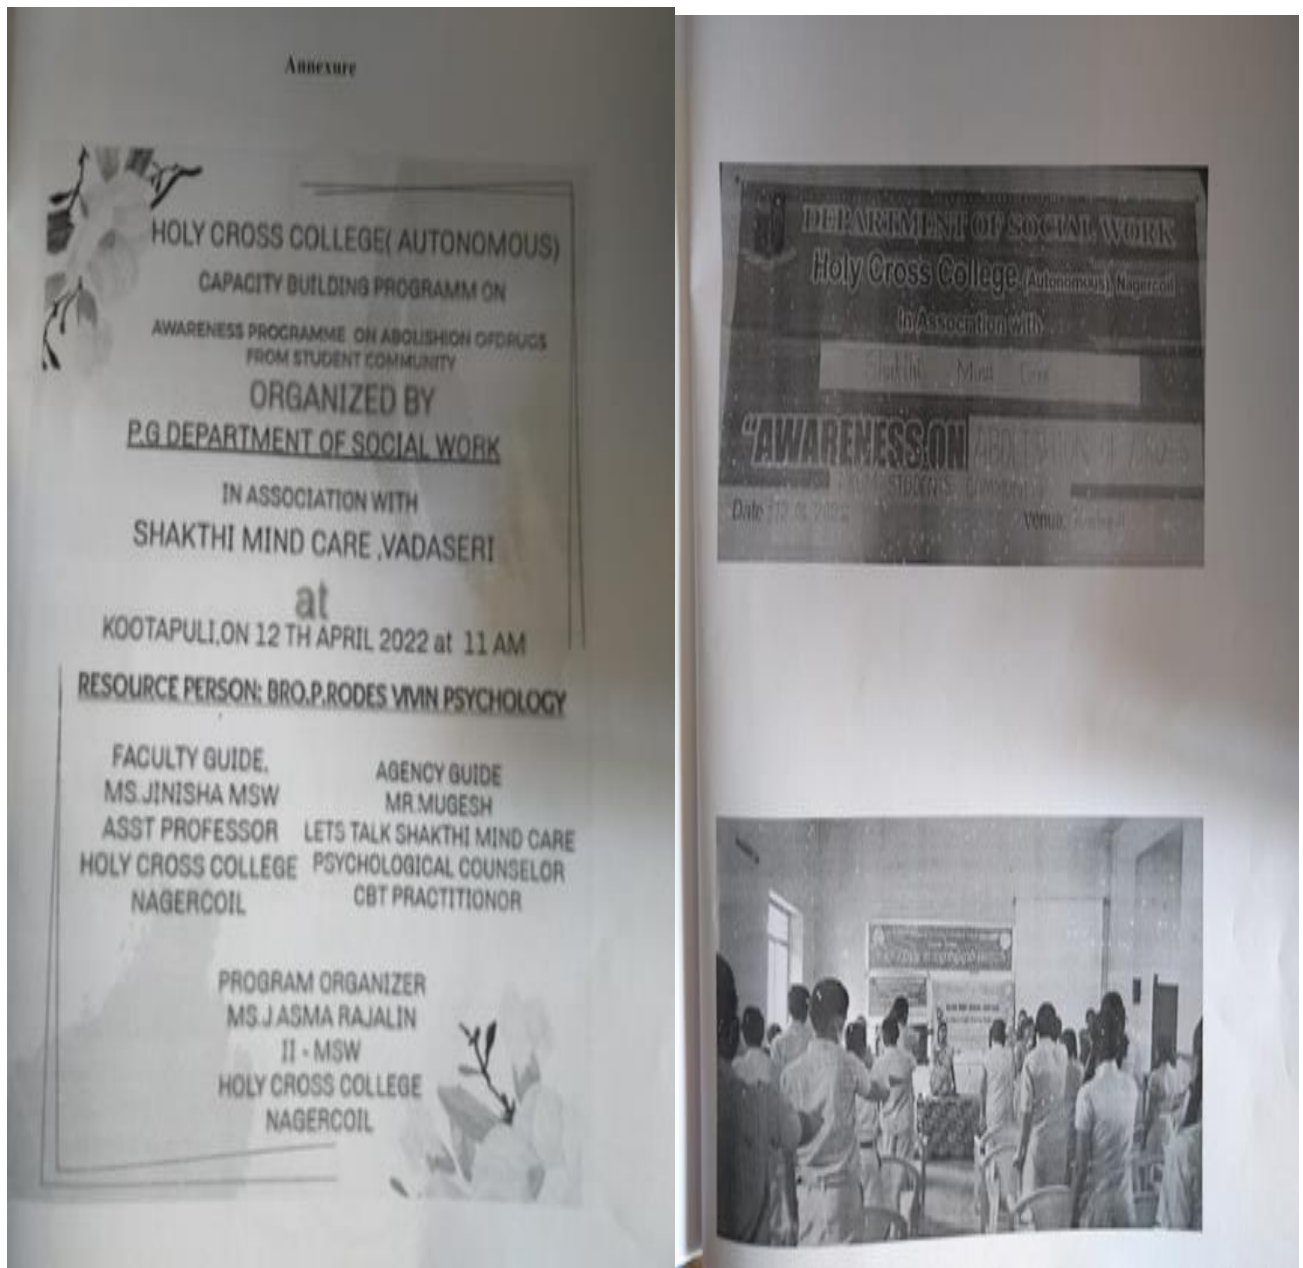 Annexure
HOLY CROSS COLLEGE( AUTONOMOUS)
CAPACITY BUILDING PROGRAMM ON
AWARENESS PROGRAMME ON ABOLISHION OFDRUGS
FROM STUDENT COMMUNITY
ORGANIZED BY
P.G DEPARTMENT OF SOCIAL WORK
IN ASSOCIATION WITH
SHAKTHI MIND CARE ,VADASERI
at
KOOTAPULI,ON 12 TH APRIL 2022 at 11 AM
RESOURCE PERSON: BRO.P.RODES VIVIN PSYCHOLOGY
FACULTY GUIDE,
MS.JINISHA MSW
ASST PROFESSOR
HOLY CROSS COLLEGE
NAGERCOIL
AGENCY GUIDE
MR.MUGESH
LETS TALK SHAKTHI MIND CARE
PSYCHOLOGICAL COUNSELOR
CBT PRACTITIONOR
PROGRAM ORGANIZER
MS.J ASMA RAJALIN
II - MSW
HOLY CROSS COLLEGE
NAGERCOIL
DEPARTMENT OF SOCIAL WORK
Holy Cross College (Autonomous), Nagercoil
In Association with
Shakthi Mind Care
"AWARENESS ON ABOLISHION OF DRUGS
STUDENTS
Date
Venue